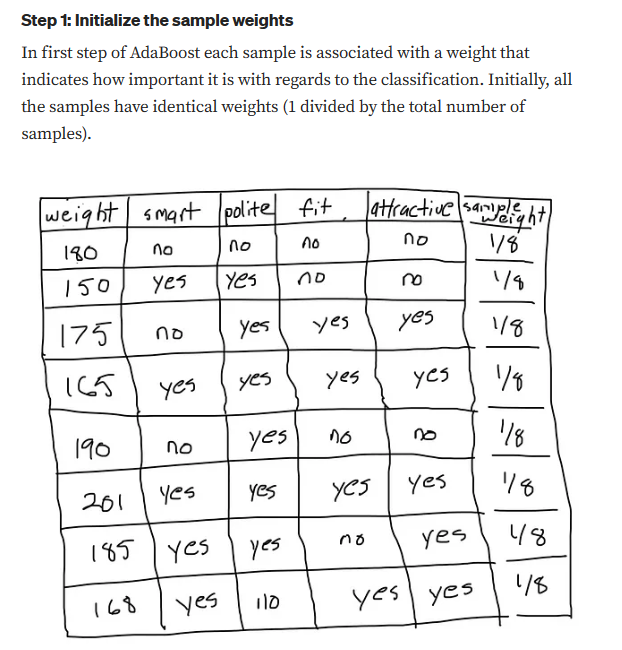 Step 1: Initialize the sample weights
In first step of AdaBoost each sample is associated with a weight that
indicates how important it is with regards to the classification. Initially, all
the samples have identical weights (1 divided by the total number of
samples).
weight smart polite fit attractive sample weight
180 no no no no 1/8
150 yes yes no no 1/8
175 no yes yes yes 1/8
165 yes yes yes yes 1/8
190 no yes no no 1/8
201 yes yes yes yes 1/8
185 yes yes no yes 1/8
168 yes no yes yes 1/8